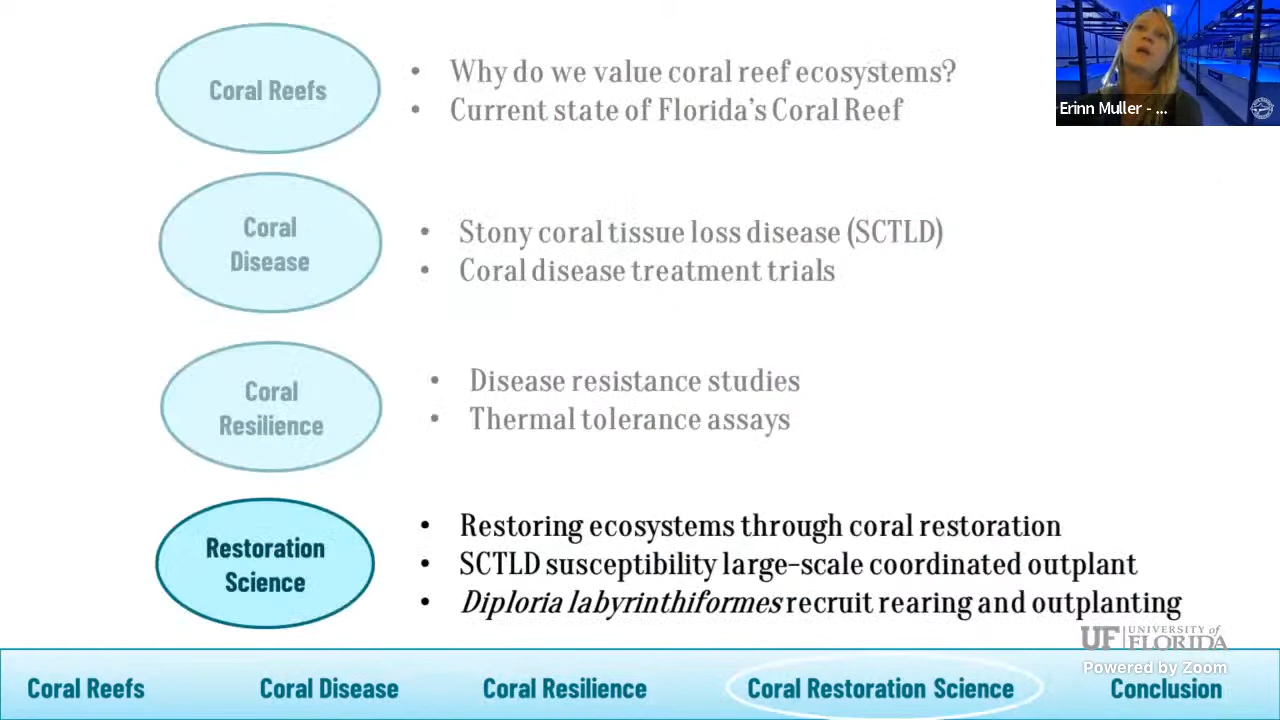 Coral Reefs
• Why do we value coral reef ecosystems?
• Current state of Florida's Coral Reef
Erinn Muller - ...
Coral
Disease
• Stony coral tissue loss disease (SCTLD)
• Coral disease treatment trials
Coral
Resilience
• Disease resistance studies
• Thermal tolerance assays
Restoration
Science
• Restoring ecosystems through coral restoration
• SCTLD susceptibility large-scale coordinated outplant
• Diploria labyrinthiformes recruit rearing and outplanting
UF UNIVERSITY of
FLORIDA
Powered by Zoom
Coral Reefs Coral Disease Coral Resilience Coral Restoration Science Conclusion